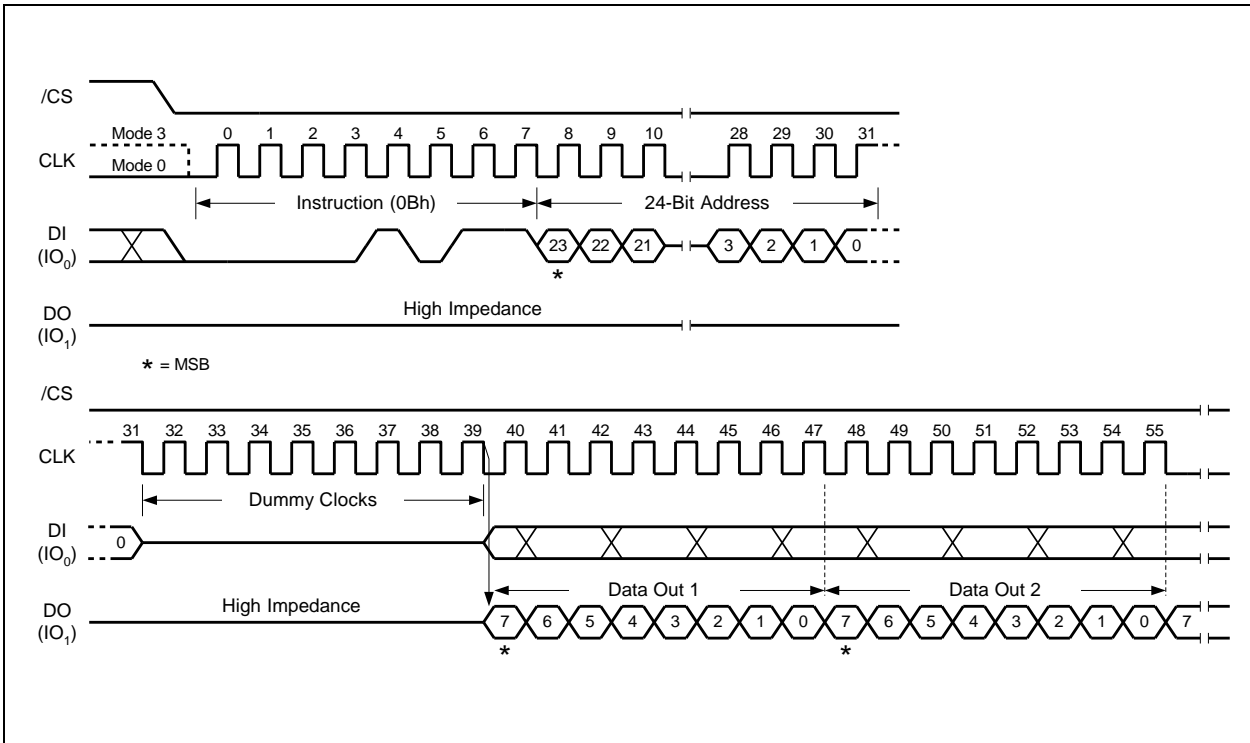 /CS
Mode 3 0 1 2 3 4 5 6 7 8 9 10 28 29 30 31
CLK
Mode 0
Instruction (0Bh) 24-Bit Address
DI
(IO0) 23 22 21 3 2 1 0
*
High Impedance
DO
(IO1)
* = MSB
/CS
31 32 33 34 35 36 37 38 39 40 41 42 43 44 45 46 47 48 49 50 51 52 53 54 55
CLK
Dummy Clocks
DI
(IO0) 0
Data Out 1 Data Out 2
High Impedance
DO
(IO1) 7 6 5 4 3 2 1 0 7 6 5 4 3 2 1 0 7
* *